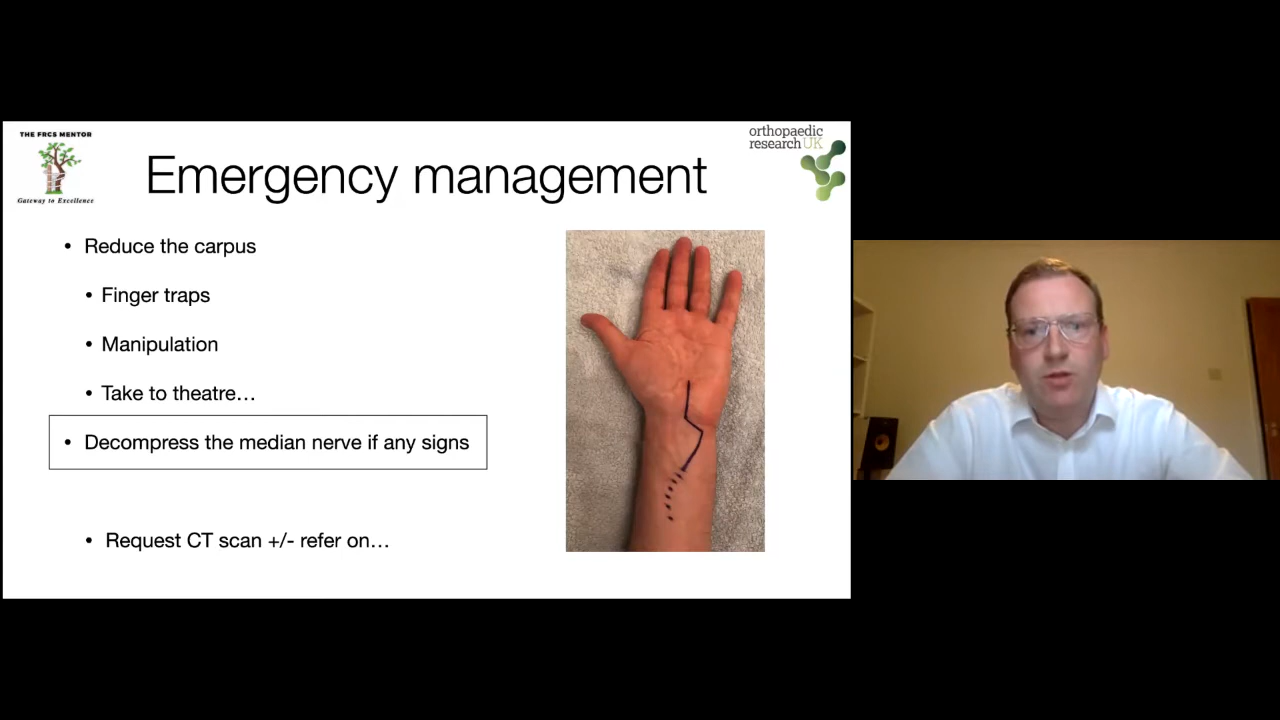 THE FRCS MENTOR
Gateway to Excellence
orthopaedic
research UK
Emergency management
• Reduce the carpus
• Finger traps
• Manipulation
• Take to theatre…
• Decompress the median nerve if any signs
• Request CT scan +/- refer on…